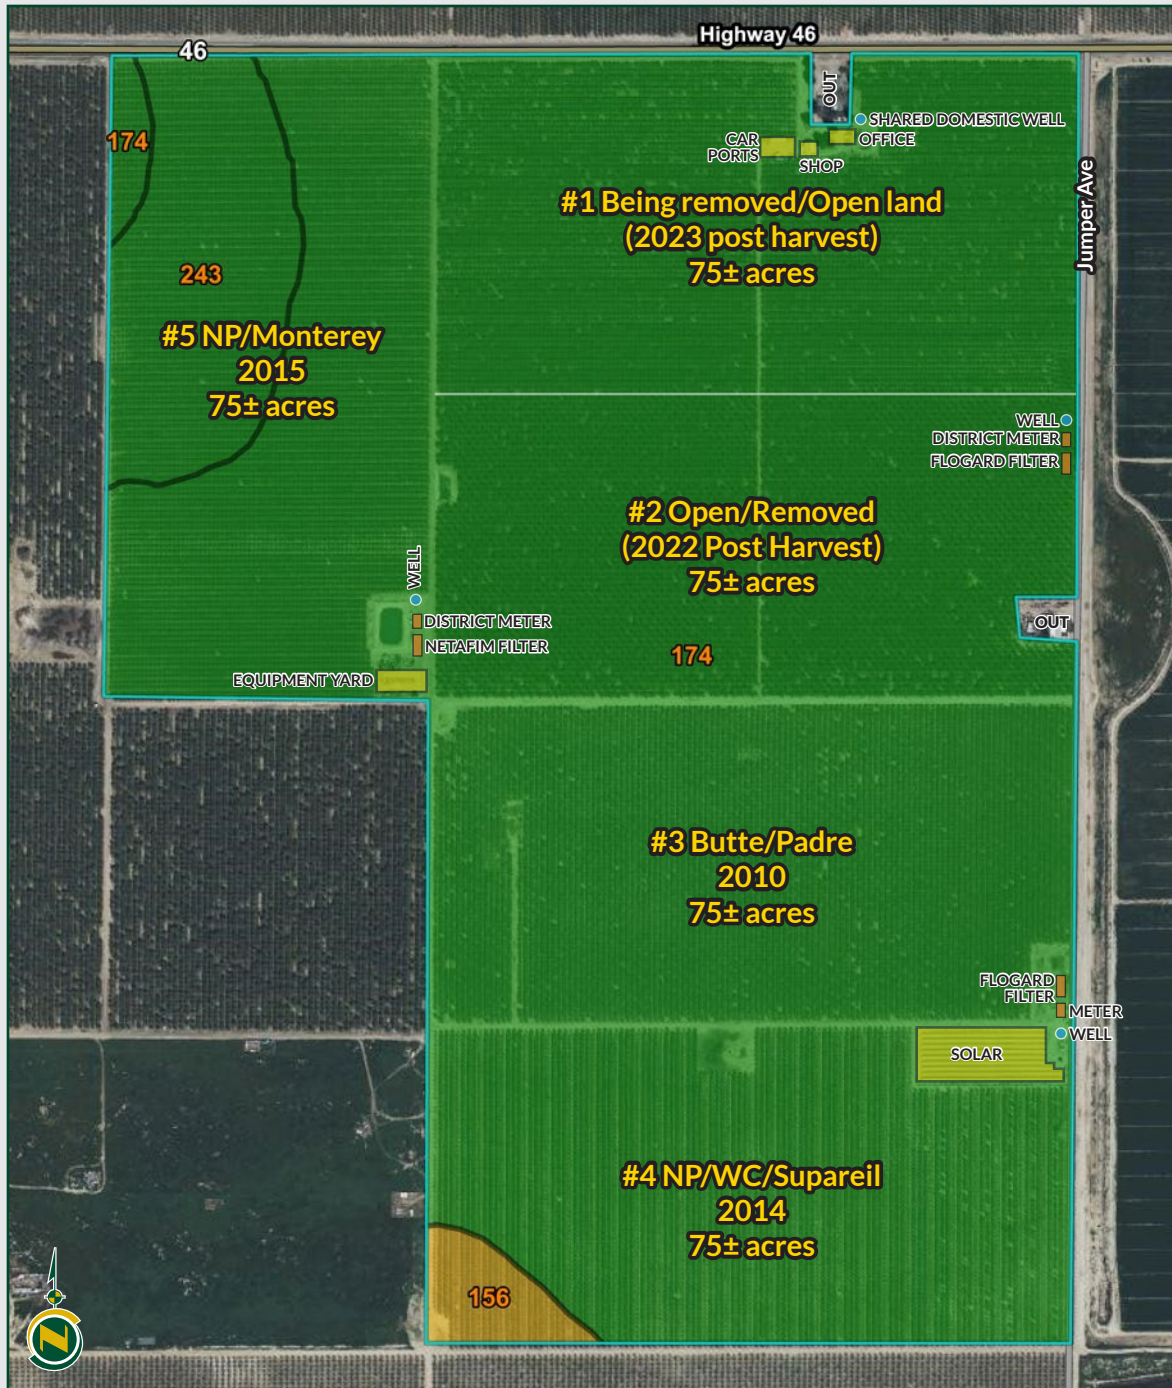 46
Highway 46
OUT
SHARED DOMESTIC WELL
OFFICE
CAR
PORTS
SHOP
174
Jumper Ave
#1 Being removed/Open land
(2023 post harvest)
75± acres
243
#5 NP/Monterey
2015
75± acres
WELL
DISTRICT METER
FLOGARD FILTER
#2 Open/Removed
(2022 Post Harvest)
75± acres
WELL
DISTRICT METER
NETAFIM FILTER
OUT
174
EQUIPMENT YARD
#3 Butte/Padre
2010
75± acres
FLOGARD
FILTER
METER
WELL
SOLAR
#4 NP/WC/Supareil
2014
75± acres
156
N